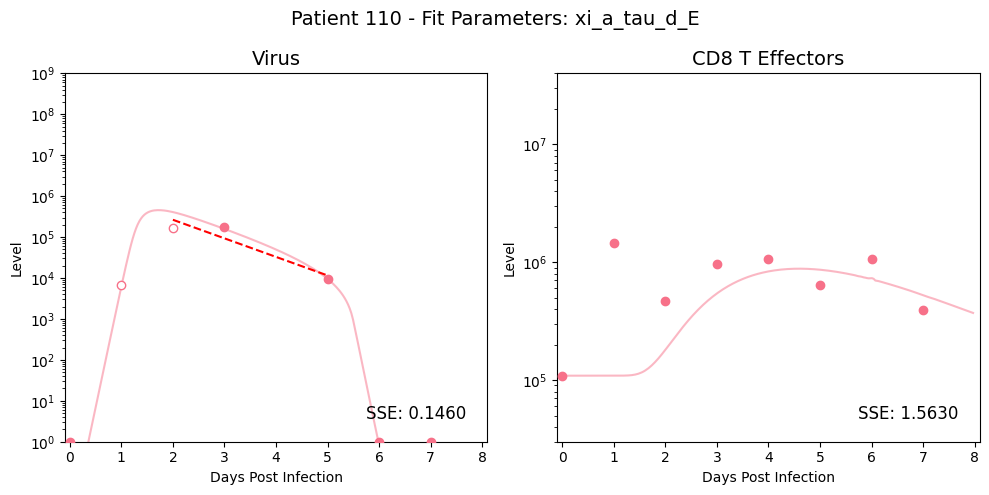 Patient 110 - Fit Parameters: xi_a_tau_d_E
Virus
CD8 T Effectors
Level
10^9
10^8
10^7
10^6
10^5
10^4
10^3
10^2
10^1
10^0
SSE: 0.1460
0 1 2 3 4 5 6 7 8
Days Post Infection
Level
10^7
10^6
10^5
SSE: 1.5630
0 1 2 3 4 5 6 7 8
Days Post Infection